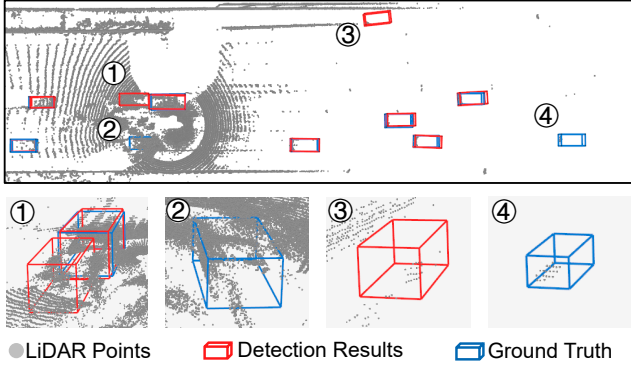 ③
①
②
④
① ② ③ ④
LiDAR Points Detection Results Ground Truth